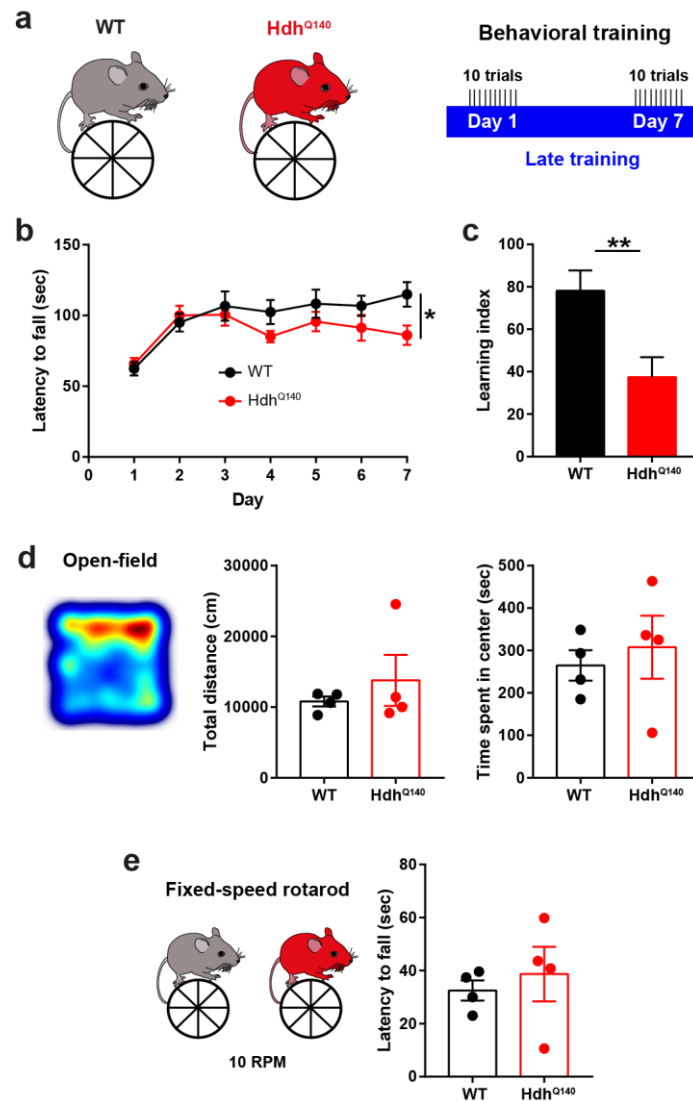 a
WT
Hdh^Q140
Behavioral training
10 trials
10 trials
Day 1
Day 7
Late training
b
Latency to fall (sec)
150
100
50
0
0
1
2
3
4
5
6
7
Day
WT
Hdh^Q140
*
c
Learning index
100
80
60
40
20
0
**
WT
Hdh^Q140
d
Open-field
Total distance (cm)
30000
20000
10000
0
WT
Hdh^Q140
Time spent in center (sec)
500
400
300
200
100
0
WT
Hdh^Q140
e
Fixed-speed rotarod
10 RPM
Latency to fall (sec)
80
60
40
20
0
WT
Hdh^Q140